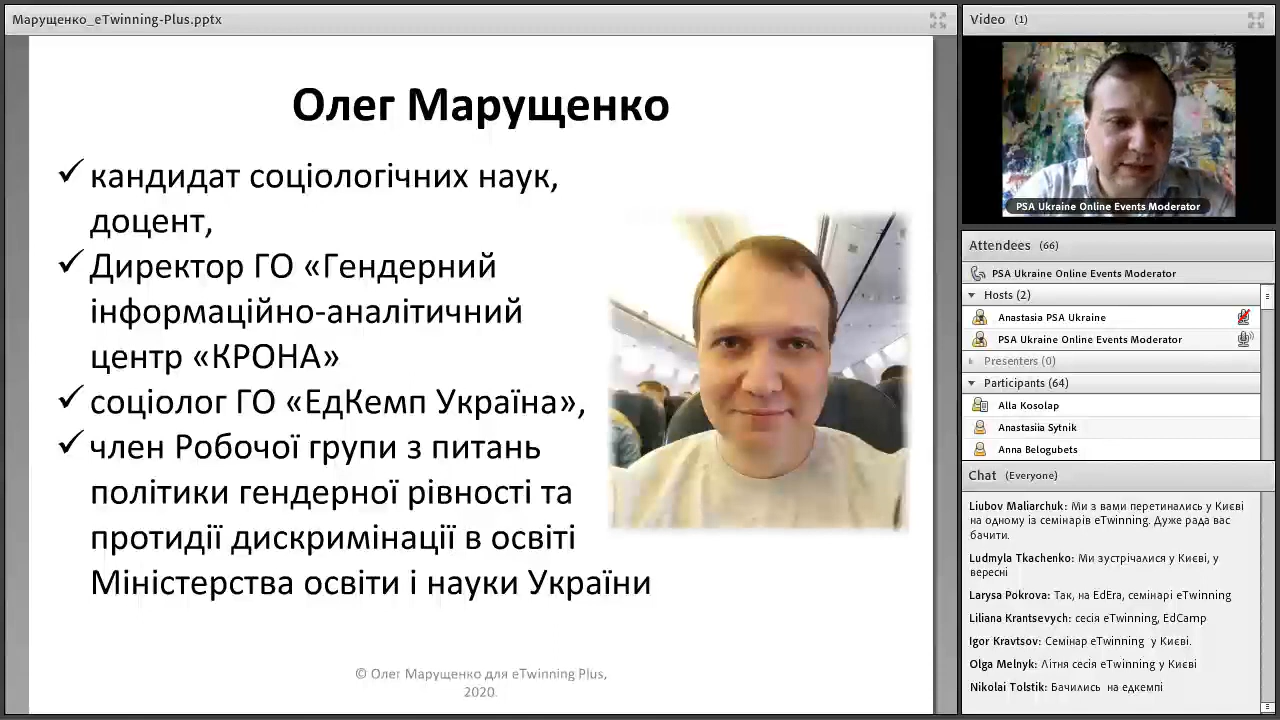 Марущенко_eTwinning-Plus.pptx
Олег Марущенко
✓ кандидат соціологічних наук,
доцент,
✓ Директор ГО «Гендерний
інформаційно-аналітичний
центр «КРОНА»
✓ соціолог ГО «ЕдКемп Україна»,
✓ член Робочої групи з питань
політики гендерної рівності та
протидії дискримінації в освіті
Міністерства освіти і науки України
© Олег Марущенко для eTwinning Plus,
2020.
Video (1)
PSA Ukraine Online Events Moderator
Attendees (66)
PSA Ukraine Online Events Moderator
Hosts (2)
Anastasia PSA Ukraine
PSA Ukraine Online Events Moderator
Presenters (0)
Participants (64)
Alla Kosolap
Anastasiia Sytnik
Anna Belogubets
Chat (Everyone)
Liubov Maliarchuk: Ми з вами перетинались у Києві
на одному із семінарів eTwinning. Дуже рада вас
бачити.
Ludmyla Tkachenko: Ми зустрічалися у Києві, у
вересні
Larysa Pokrova: Так, на EdEra, семінарі eTwinning
Liliana Krantsevych: сесія eTwinning, EdCamp
Igor Kravtsov: Семінар eTwinning у Києві.
Olga Melnyk: Літня сесія eTwinning у Києві
Nikolai Tolstik: Бачились на едкемпі